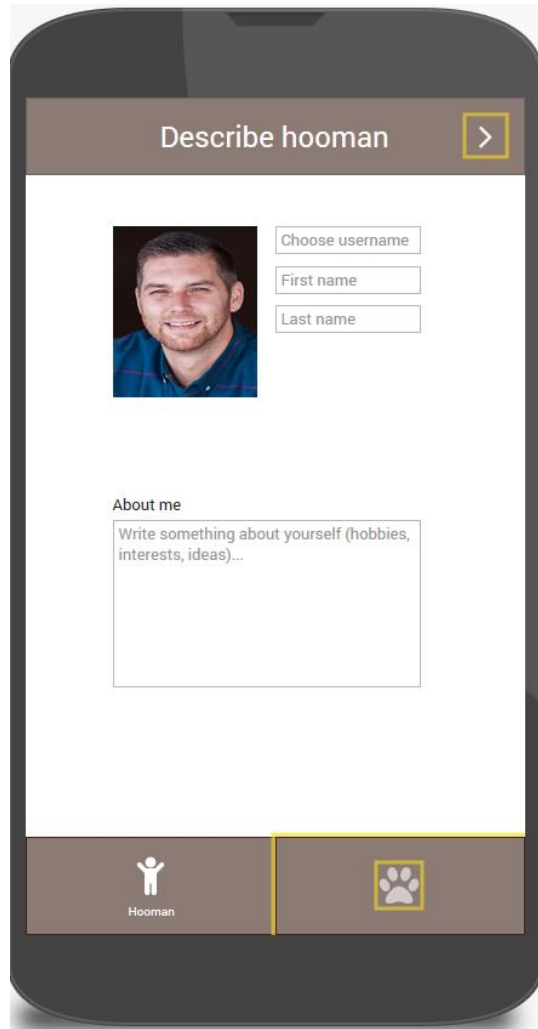 Describe hooman
Choose username
First name
Last name
About me
Write something about yourself (hobbies,
interests, ideas)...
Hooman